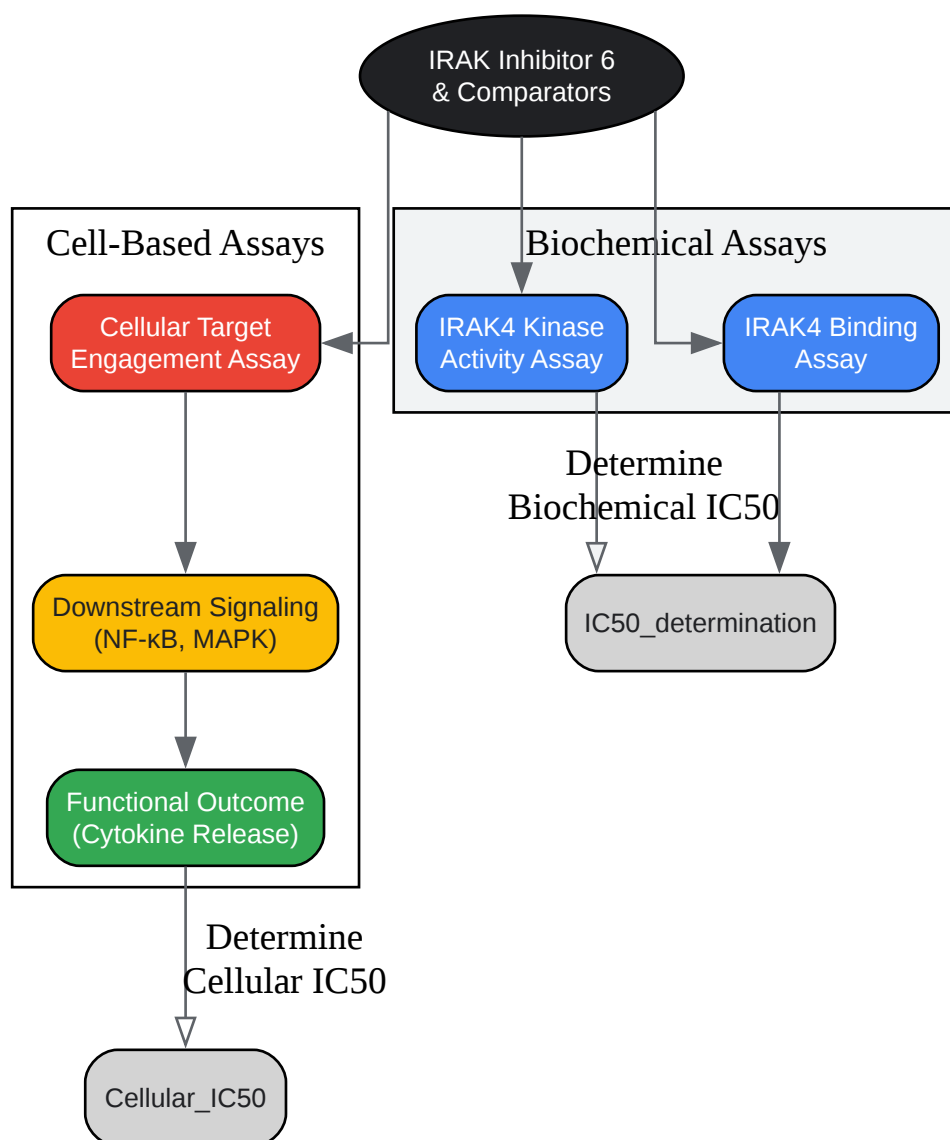 IRAK Inhibitor 6
& Comparators
Cell-Based Assays
Biochemical Assays
Cellular Target
Engagement Assay
IRAK4 Kinase
Activity Assay
IRAK4 Binding
Assay
Determine
Biochemical IC50
Downstream Signaling
(NF-κB, MAPK)
IC50_determination
Functional Outcome
(Cytokine Release)
Determine
Cellular IC50
Cellular_IC50